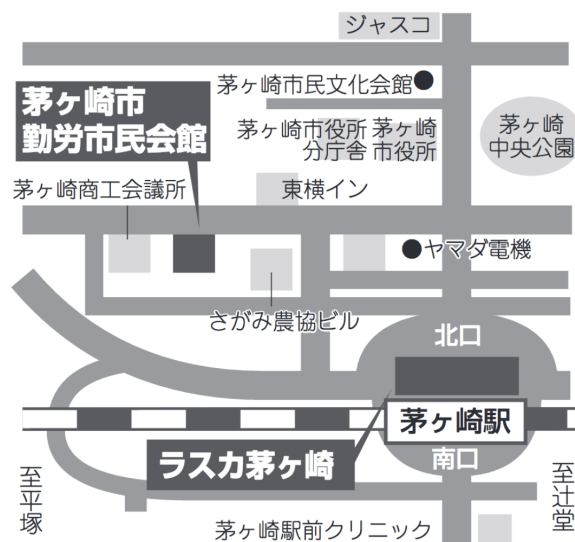 ジャスコ
茅ヶ崎市民文化会館
茅ヶ崎市
勤労市民会館
茅ヶ崎市役所
分庁舎
茅ヶ崎
市役所
茅ヶ崎
中央公園
茅ヶ崎商工会議所
東横イン
ヤマダ電機
さがみ農協ビル
北口
茅ヶ崎駅
ラスカ茅ヶ崎
南口
至平塚
至辻堂
茅ヶ崎駅前クリニック